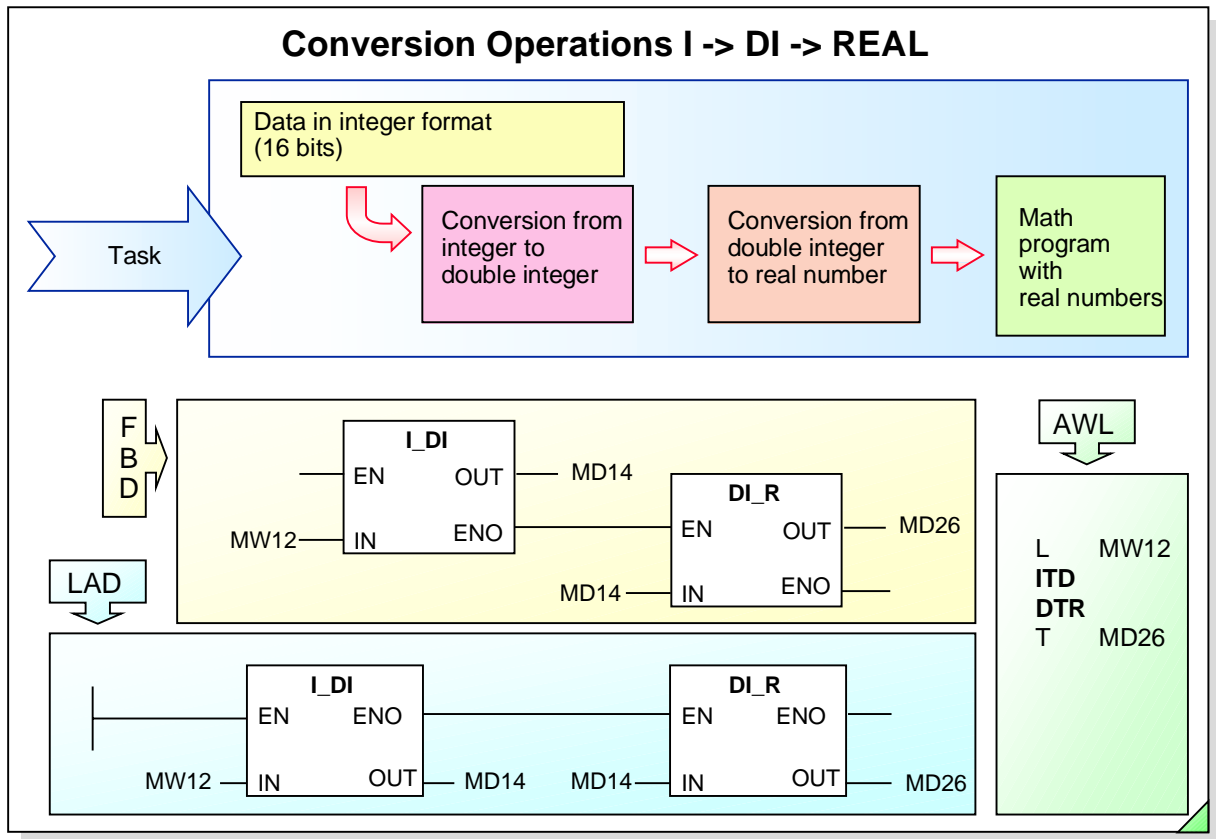 Conversion Operations I -> DI -> REAL
Data in integer format
(16 bits)
Task
Conversion from
integer to
double integer
Conversion from
double integer
to real number
Math
program
with
real numbers
F
B
D
I_DI
EN
OUT
MD14
MW12
IN
ENO
DI_R
EN
OUT
MD26
MD14
IN
ENO
AWL
L MW12
ITD
DTR
T MD26
LAD
I_DI
EN
ENO
MW12
IN
OUT
MD14
DI_R
EN
ENO
MD14
IN
OUT
MD26